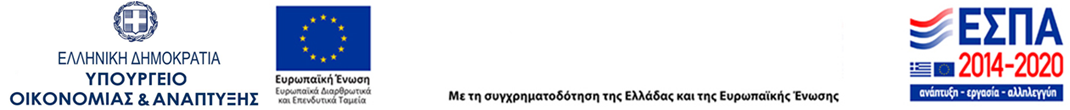 ΕΛΛΗΝΙΚΗ ΔΗΜΟΚΡΑΤΙΑ
ΥΠΟΥΡΓΕΙΟ
ΟΙΚΟΝΟΜΙΑΣ & ΑΝΑΠΤΥΞΗΣ
Ευρωπαϊκή Ένωση
Ευρωπαϊκά Διαρθρωτικά
και Επενδυτικά Ταμεία
Με τη συγχρηματοδότηση της Ελλάδας και της Ευρωπαϊκής Ένωσης
ΕΣΠΑ
2014-2020
ανάπτυξη - εργασία - αλληλεγγύη